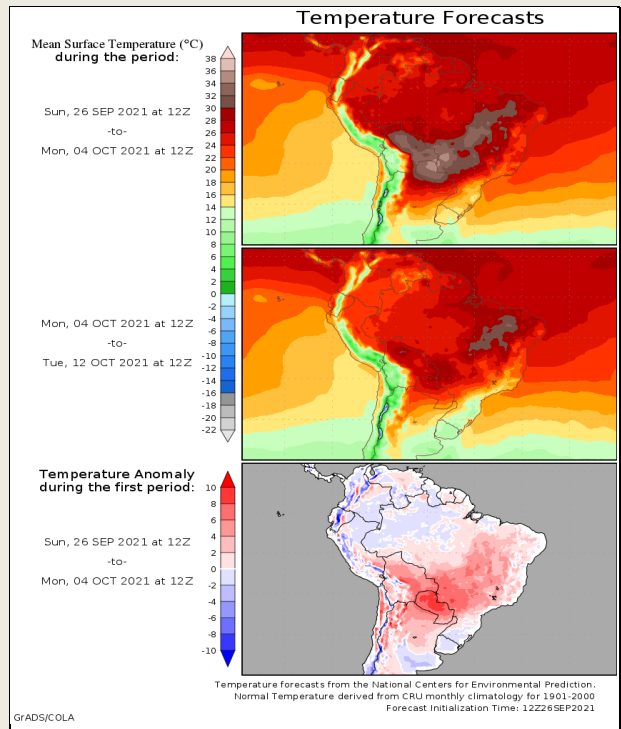 Temperature Forecasts
Mean Surface Temperature (°C)
during the period:
Sun, 26 SEP 2021 at 12Z
-to-
Mon, 04 OCT 2021 at 12Z
38
36
34
32
30
28
26
24
22
20
18
16
14
12
10
8
6
4
2
0
-2
-4
-6
-8
-10
-12
-14
-16
-18
-20
-22
Mon, 04 OCT 2021 at 12Z
-to-
Tue, 12 OCT 2021 at 12Z
Temperature Anomaly
during the first period:
Sun, 26 SEP 2021 at 12Z
-to-
Mon, 04 OCT 2021 at 12Z
10
8
6
4
2
0
-2
-4
-6
-8
-10
Temperature forecasts from the National Centers for Environmental Prediction.
Normal Temperature derived from CRU monthly climatology for 1901-2000
Forecast Initialization Time: 12Z26SEP2021
GrADS/COLA